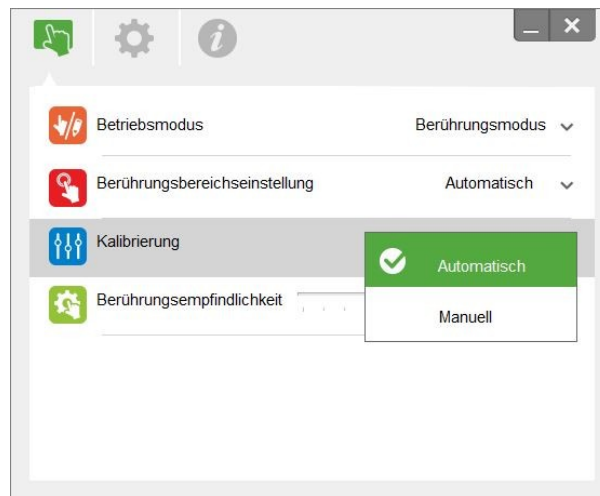 Betriebsmodus Berührungsmodus
Berührungsbereichseinstellung Automatisch
Kalibrierung
Automatisch
Berührungsempfindlichkeit
Manuell